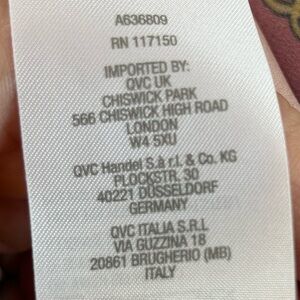 A636809
RN 117150
IMPORTED BY:
QVC UK
CHISWICK PARK
566 CHISWICK HIGH ROAD
LONDON
W4 5XU
QVC Handel S.à r.l. & Co. KG
PLOCKSTR. 30
40221 DÜSSELDORF
GERMANY
QVC ITALIA S.R.L
VIA GUZZINA 18
20861 BRUGHERIO (MB)
ITALY